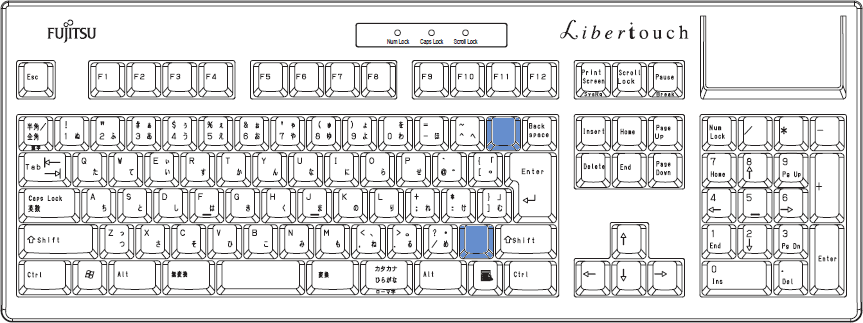 FUJITSU
Libertouch
Num Lock Caps Lock Scroll Lock
Esc F1 F2 F3 F4 F5 F6 F7 F8 F9 F10 F11 F12 Print Screen SysRq Scroll Lock Pause Break
半角/全角 漢字 ! 1 ぬ " 2 ふ # ぁ 3 あ $ ぅ 4 う % ぇ 5 え & ぉ 6 お ' ゃ 7 や ( ゅ 8 ゆ ) ょ 9 よ を 0 わ = - ほ ~ ^ へ _ Back space Insert Home Page Up Num Lock / * -
Tab Q た W て E ぃ い R す T か Y ん U な I に O ら P せ ` @ ゛ { 「 [ ゜ Enter Delete End Page Down 7 Home 8 ↑ 9 Pg Up +
Caps Lock 英数 A ち S と D し F は G き H く J ま K の L り + ; れ * : け } 」 ] む 4 ← 5 6 →
⇧Shift Z っ つ X さ C そ V ひ B こ N み M も < 、 , ね > 。 . る ? ・ / め _ ⇧Shift ↑ 1 End 2 ↓ 3 Pg Dn Enter
Ctrl Alt 無変換 変換 カタカナ ひらがな ローマ字 Alt Ctrl ← ↓ → 0 Ins . Del